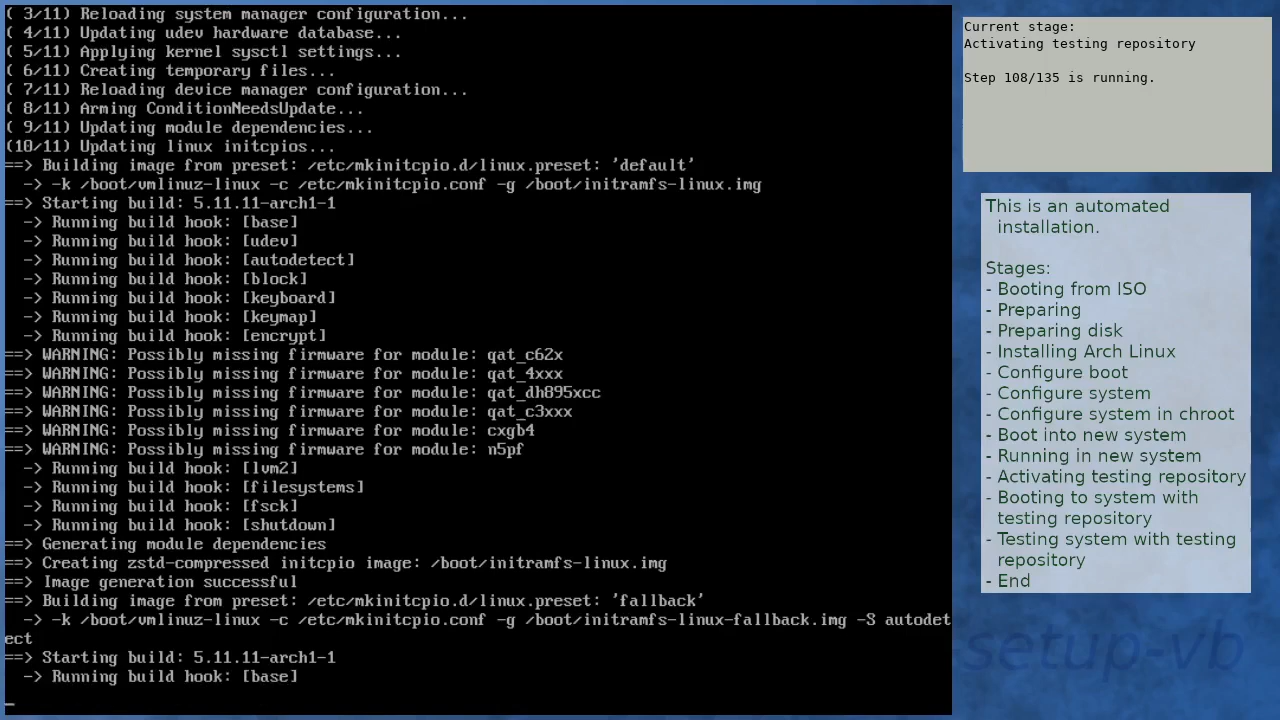 ( 3/11) Reloading system manager configuration...
( 4/11) Updating udev hardware database...
( 5/11) Applying kernel sysctl settings...
( 6/11) Creating temporary files...
( 7/11) Reloading device manager configuration...
( 8/11) Arming ConditionNeedsUpdate...
( 9/11) Updating module dependencies...
(10/11) Updating linux initcpios...
==> Building image from preset: /etc/mkinitcpio.d/linux.preset: 'default'
  -> -k /boot/vmlinuz-linux -c /etc/mkinitcpio.conf -g /boot/initramfs-linux.img
==> Starting build: 5.11.11-arch1-1
  -> Running build hook: [base]
  -> Running build hook: [udev]
  -> Running build hook: [autodetect]
  -> Running build hook: [block]
  -> Running build hook: [keyboard]
  -> Running build hook: [keymap]
  -> Running build hook: [encrypt]
==> WARNING: Possibly missing firmware for module: qat_c62x
==> WARNING: Possibly missing firmware for module: qat_4xxx
==> WARNING: Possibly missing firmware for module: qat_dh895xcc
==> WARNING: Possibly missing firmware for module: qat_c3xxx
==> WARNING: Possibly missing firmware for module: cxgb4
==> WARNING: Possibly missing firmware for module: n5pf
  -> Running build hook: [lvm2]
  -> Running build hook: [filesystems]
  -> Running build hook: [fsck]
  -> Running build hook: [shutdown]
==> Generating module dependencies
==> Creating zstd-compressed initcpio image: /boot/initramfs-linux.img
==> Image generation successful
==> Building image from preset: /etc/mkinitcpio.d/linux.preset: 'fallback'
  -> -k /boot/vmlinuz-linux -c /etc/mkinitcpio.conf -g /boot/initramfs-linux-fallback.img -S autodet
ect
==> Starting build: 5.11.11-arch1-1
  -> Running build hook: [base]
_
Current stage:
Activating testing repository
Step 108/135 is running.
This is an automated
installation.
Stages:
- Booting from ISO
- Preparing
- Preparing disk
- Installing Arch Linux
- Configure boot
- Configure system
- Configure system in chroot
- Boot into new system
- Running in new system
- Activating testing repository
- Booting to system with
testing repository
- Testing system with testing
repository
- End
setup-vb